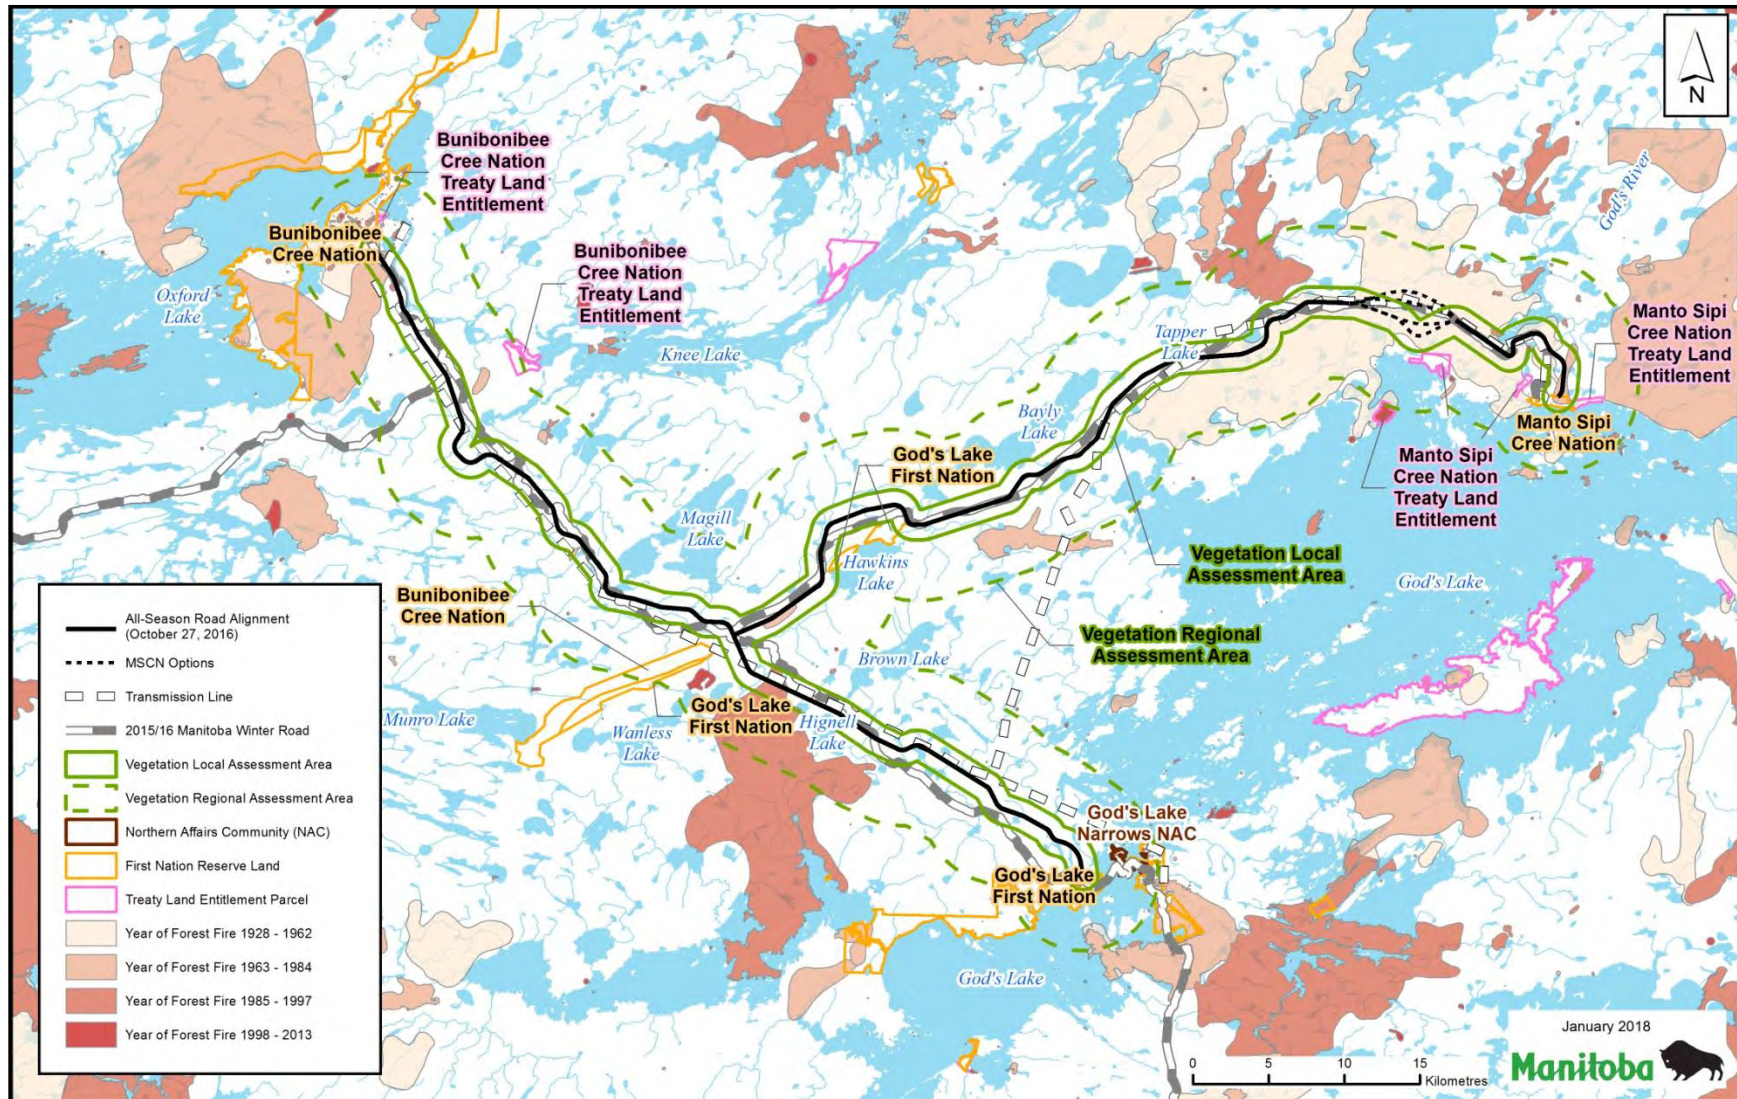 N
God's River
Bunibonibee
Cree Nation
Treaty Land
Entitlement
Bunibonibee
Cree Nation
Bunibonibee
Cree Nation
Treaty Land
Entitlement
Oxford
Lake
Knee Lake
Tapper
Lake
Manto Sipi
Cree Nation
Treaty Land
Entitlement
Bayly
Lake
Manto Sipi
Cree Nation
God's Lake
First Nation
Manto Sipi
Cree Nation
Treaty Land
Entitlement
Magill
Lake
Hawkins
Lake
Vegetation Local
Assessment Area
God's Lake
Bunibonibee
Cree Nation
Vegetation Regional
Assessment Area
Brown Lake
Munro Lake
God's Lake
First Nation
Wanless
Lake
Hignell
Lake
God's Lake
Narrows NAC
God's Lake
First Nation
God's Lake
All-Season Road Alignment
(October 27, 2016)
MSCN Options
Transmission Line
2015/16 Manitoba Winter Road
Vegetation Local Assessment Area
Vegetation Regional Assessment Area
Northern Affairs Community (NAC)
First Nation Reserve Land
Treaty Land Entitlement Parcel
Year of Forest Fire 1928 - 1962
Year of Forest Fire 1963 - 1984
Year of Forest Fire 1985 - 1997
Year of Forest Fire 1998 - 2013
0 5 10 15
Kilometres
January 2018
Manitoba